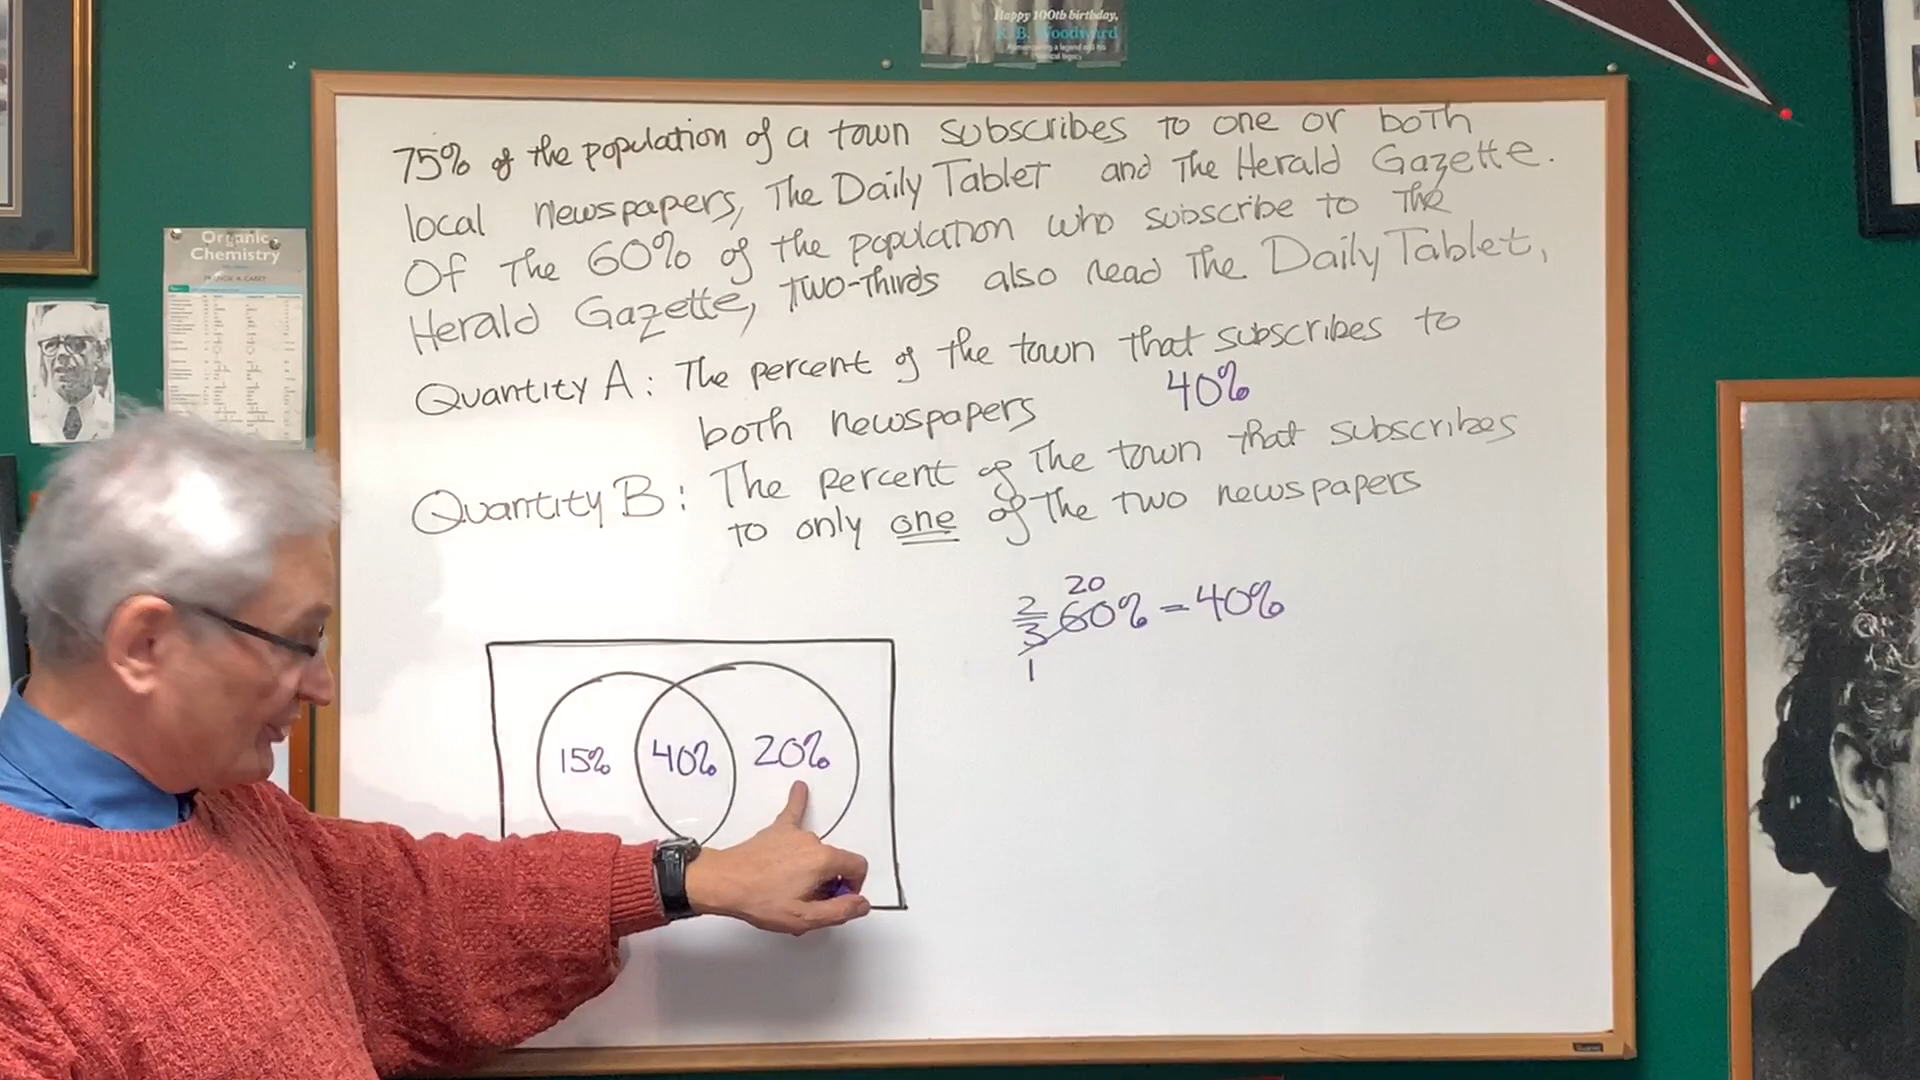 Happy 100th birthday,
R. B. Woodward
Organic
Chemistry
75% of the population of a town subscribes to one or both
local newspapers, The Daily Tablet and The Herald Gazette.
Of The 60% of the population who subscribe to The
Herald Gazette, Two-Thirds also read The Daily Tablet,
Quantity A: The percent of the town that subscribes to
both newspapers 40%
Quantity B: The percent of the town that subscribes
to only one of the two newspapers
20
2
3 60% = 40%
1
15% 40% 20%